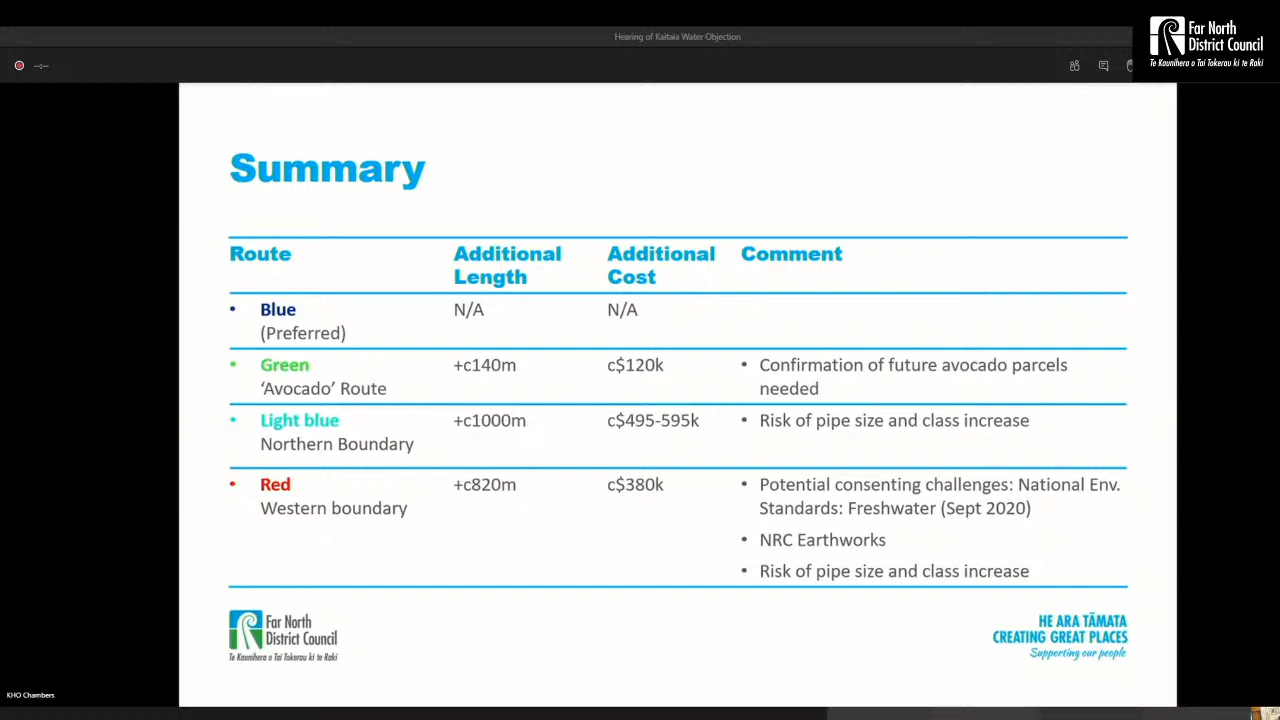 Hearing of Kaitaia Water Objection
Far North
District Council
Te Kaunihera o Tai Tokerau ki te Raki
Summary
Route Additional Length Additional Cost Comment
• Blue (Preferred) N/A N/A
• Green 'Avocado' Route +c140m c$120k • Confirmation of future avocado parcels needed
• Light blue Northern Boundary +c1000m c$495-595k • Risk of pipe size and class increase
• Red Western boundary +c820m c$380k • Potential consenting challenges: National Env. Standards: Freshwater (Sept 2020)
• NRC Earthworks
• Risk of pipe size and class increase
Far North
District Council
Te Kaunihera o Tai Tokerau ki te Raki
HE ARA TĀMATA
CREATING GREAT PLACES
Supporting our people
KHO Chambers